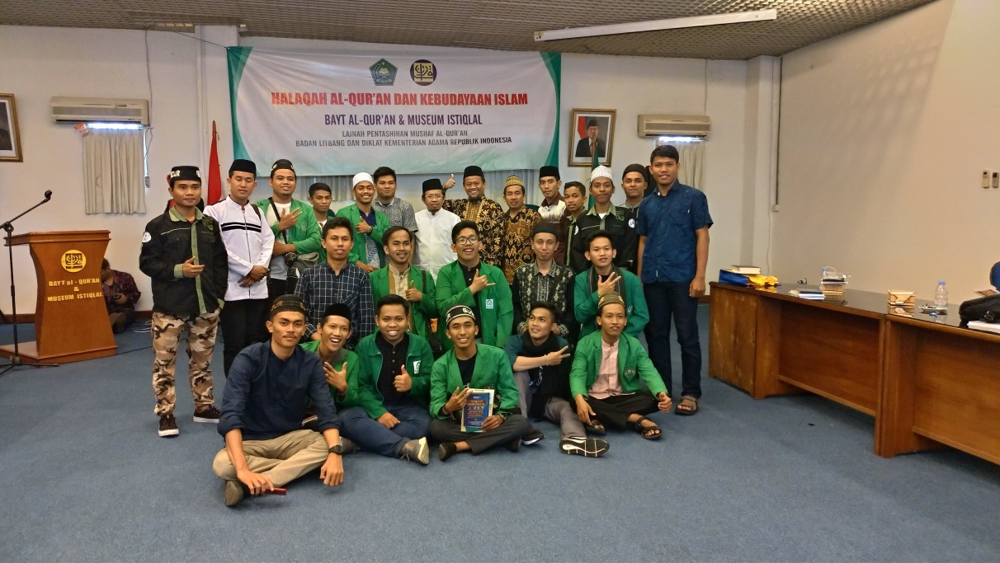 HALAQAH AL-QUR'AN DAN KEBUDAYAAN ISLAM
BAYT AL-QUR'AN & MUSEUM ISTIQLAL
LAJNAH PENTASHIHAN MUSHAF AL-QUR'AN
BADAN LITBANG DAN DIKLAT KEMENTERIAN AGAMA REPUBLIK INDONESIA
BAYT al - QUR'AN
&
MUSEUM ISTIQLAL